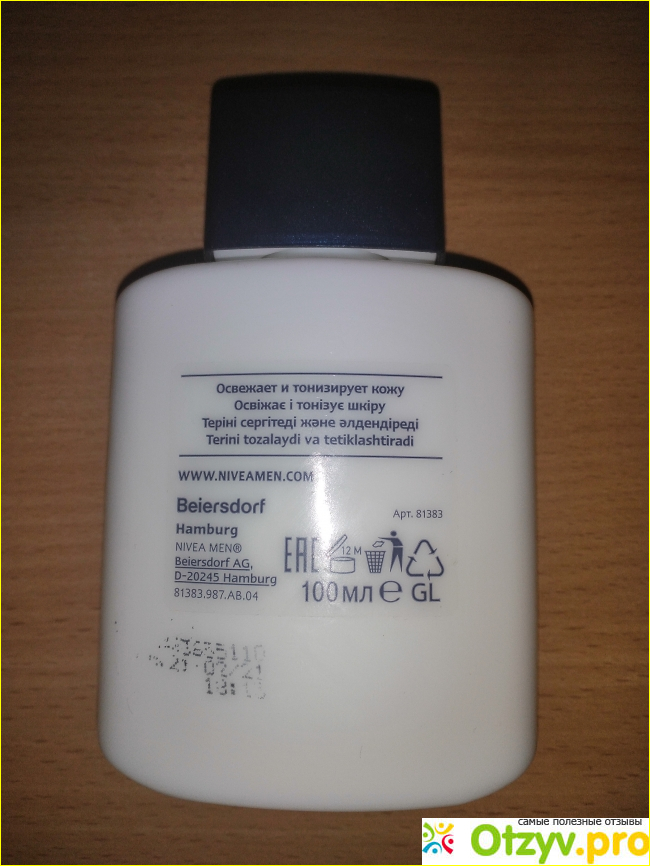 Освежает и тонизирует кожу
Освіжає і тонізує шкіру
Теріні сергітеді және әлдендіреді
Terini tozalaydi va tetiklashtiradi
WWW.NIVEAMEN.COM
Beiersdorf
Арт. 81383
Hamburg
NIVEA MEN®
Beiersdorf AG,
D-20245 Hamburg
81383.987.AB.04
EAC 12 M
100 мл e GL
самые полезные отзывы
Otzyv.pro